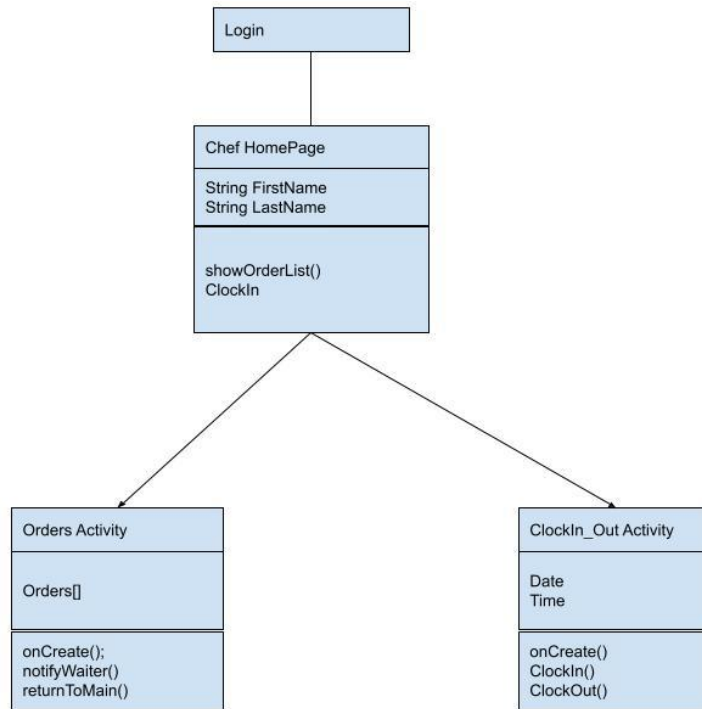 Login
Chef HomePage
String FirstName
String LastName
showOrderList()
ClockIn
Orders Activity
Orders[]
onCreate();
notifyWaiter()
returnToMain()
ClockIn_Out Activity
Date
Time
onCreate()
ClockIn()
ClockOut()